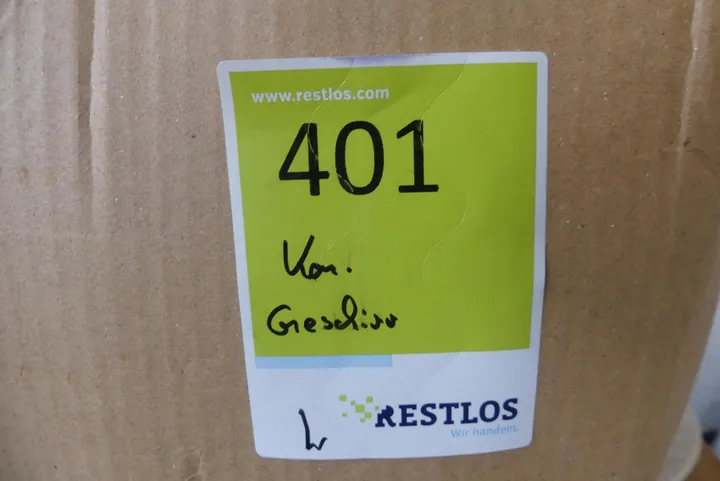 www.restlos.com
401
Kon.
Geschirr
RESTLOS
Wir handeln.